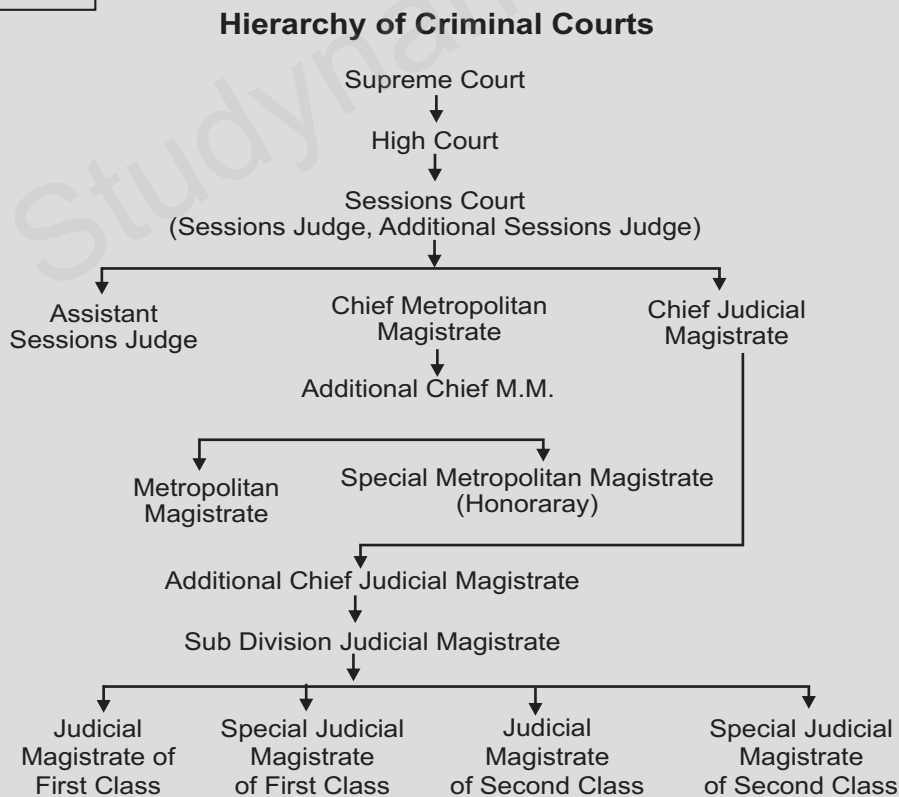 Hierarchy of Criminal Courts
Supreme Court
High Court
Sessions Court
(Sessions Judge, Additional Sessions Judge)
Assistant
Sessions Judge
Chief Metropolitan
Magistrate
Chief Judicial
Magistrate
Additional Chief M.M.
Metropolitan
Magistrate
Special Metropolitan Magistrate
(Honoraray)
Additional Chief Judicial Magistrate
Sub Division Judicial Magistrate
Judicial
Magistrate of
First Class
Special Judicial
Magistrate
of First Class
Judicial
Magistrate
of Second Class
Special Judicial
Magistrate
of Second Class